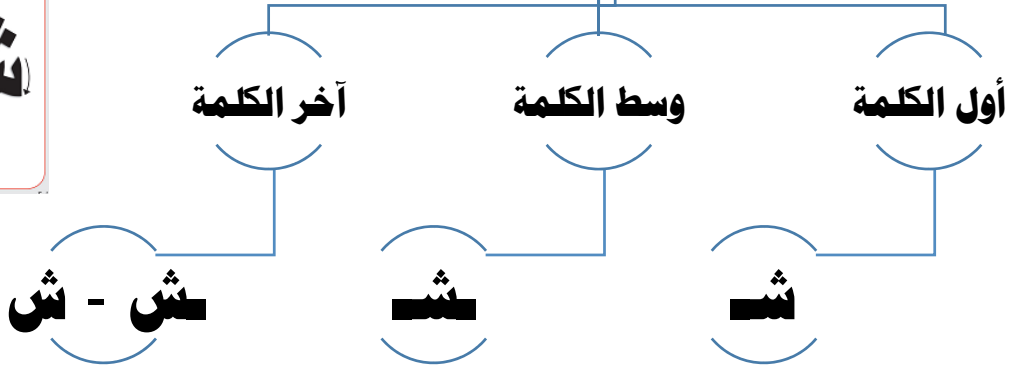 أول الكلمة
وسط الكلمة
آخر الكلمة
شـ
ـشـ
ـش - ش